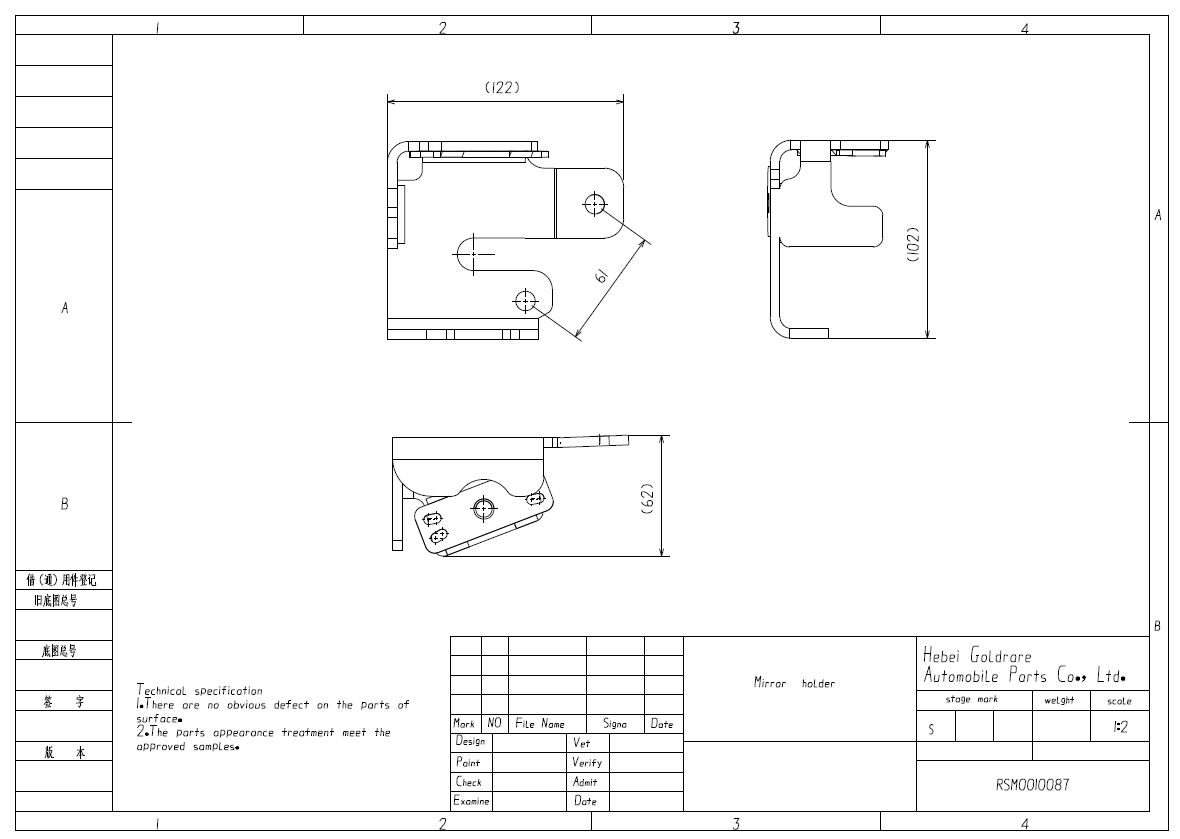 1 2 3 4
(122)
61
(102)
(62)
A
A
B
B
借(通)用件登记
旧底图总号
底图总号
签 字
版 本
Technical specification
1.There are no obvious defect on the parts of
surface.
2.The parts appearance treatment meet the
approved samples.
Mark NO File Name Signa Date
Design Vet
Paint Verify
Check Admit
Examine Date
Mirror holder
Hebei Goldrare
Automobile Parts Co., Ltd.
stage mark weight scale
S 1:2
RSM0010087
1 2 3 4